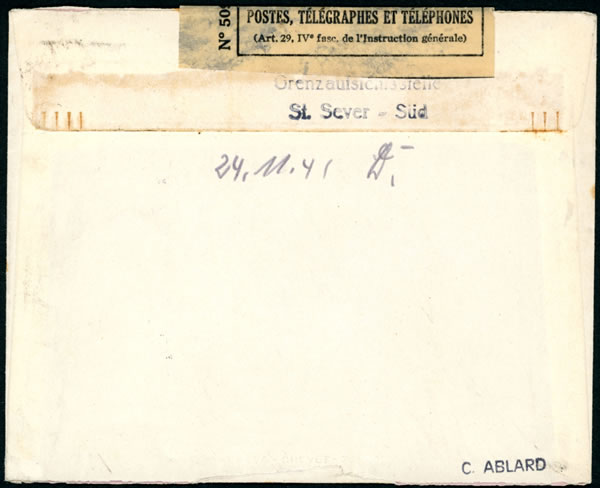 N° 50
POSTES, TÉLÉGRAPHES ET TÉLÉPHONES
(Art. 29, IVe fasc. de l'Instruction générale)
Grenzaufsichtsstelle
St. Sever - Süd
24.11.41
C. ABLARD